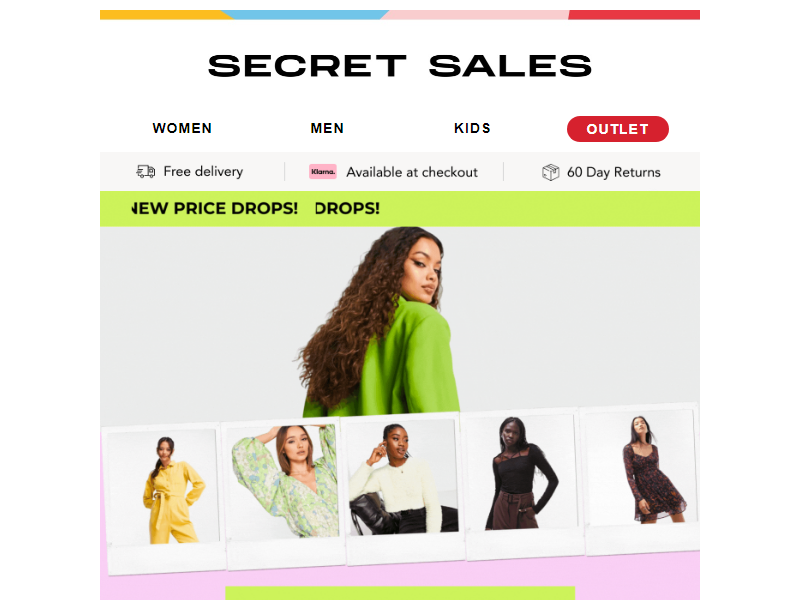 SECRET SALES
WOMEN MEN KIDS OUTLET
Free delivery Klarna. Available at checkout 60 Day Returns
NEW PRICE DROPS! DROPS!